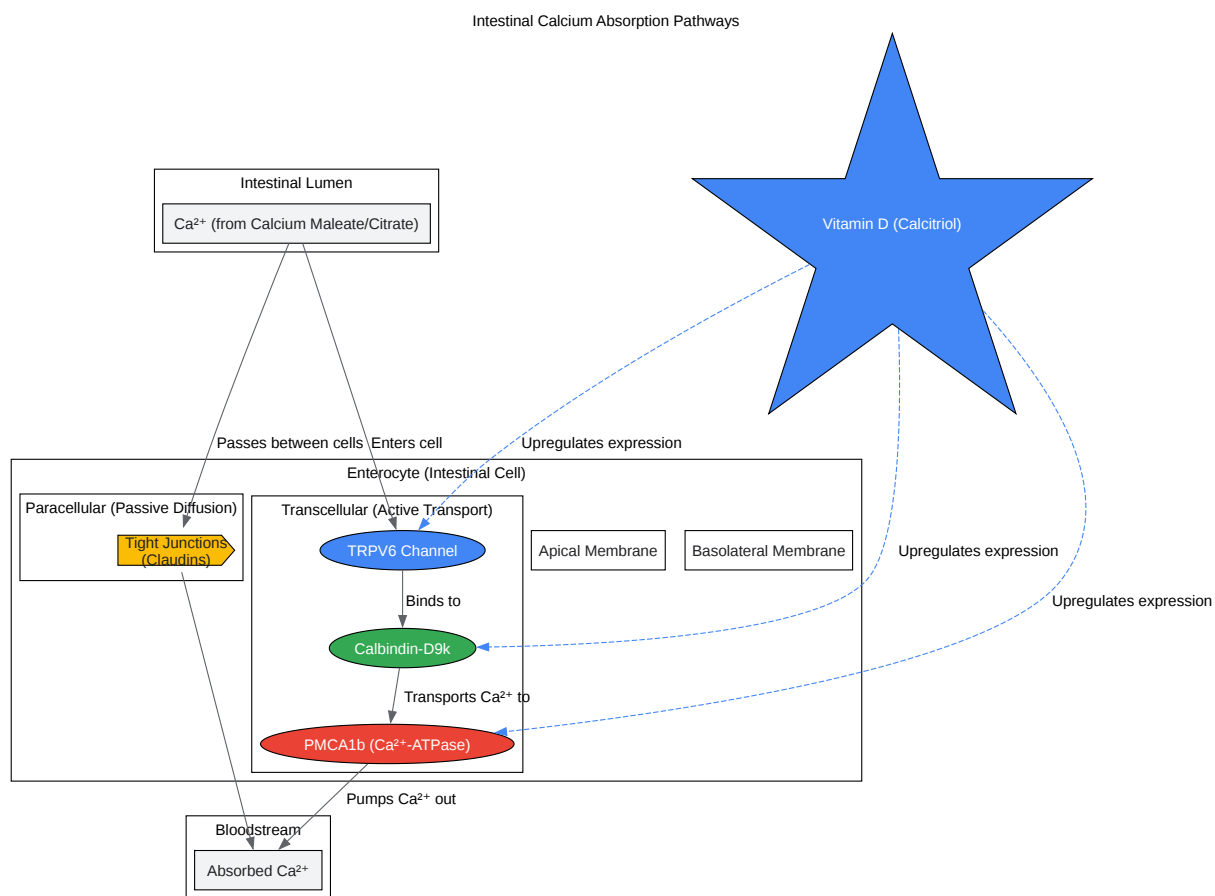 Intestinal Calcium Absorption Pathways
Intestinal Lumen
Ca²⁺ (from Calcium Maleate/Citrate)
Vitamin D (Calcitriol)
Passes between cells
Enters cell
Upregulates expression
Enterocyte (Intestinal Cell)
Paracellular (Passive Diffusion)
Transcellular (Active Transport)
Tight Junctions
(Claudins)
TRPV6 Channel
Apical Membrane
Basolateral Membrane
Upregulates expression
Binds to
Upregulates expression
Calbindin-D9k
Transports Ca²⁺ to
PMCA1b (Ca²⁺-ATPase)
Pumps Ca²⁺ out
Bloodstream
Absorbed Ca²⁺